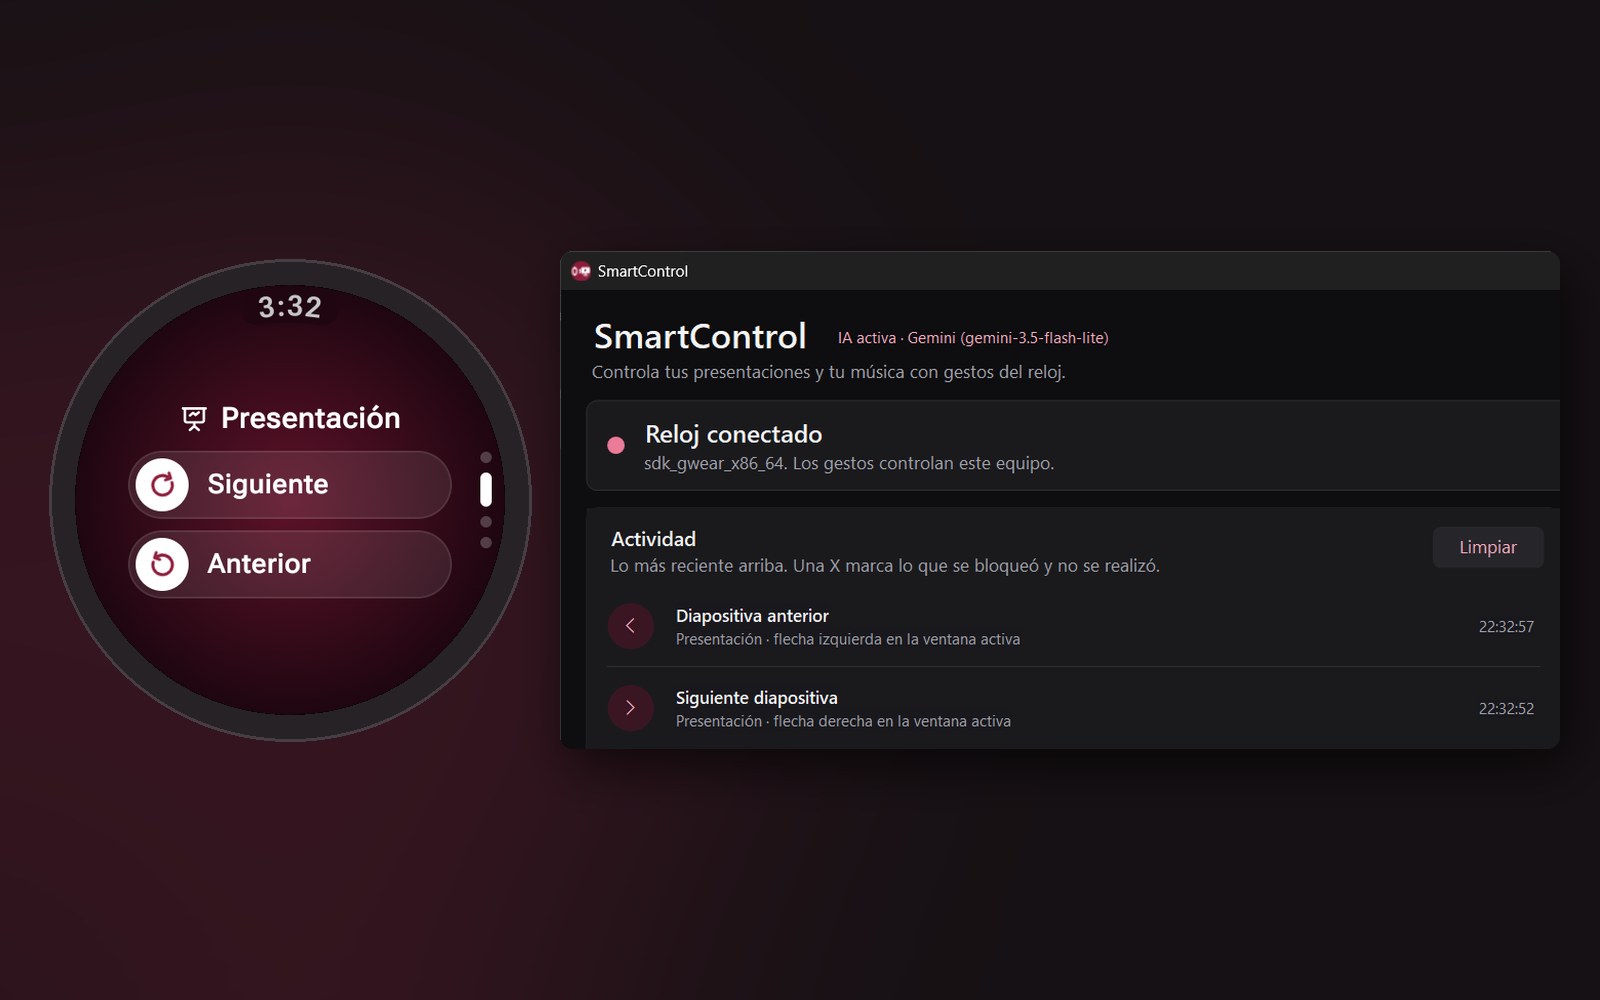 3:32
Presentación
Siguiente
Anterior
SmartControl
SmartControl
IA activa · Gemini (gemini-3.5-flash-lite)
Controla tus presentaciones y tu música con gestos del reloj.
Reloj conectado
sdk_gwear_x86_64. Los gestos controlan este equipo.
Actividad
Lo más reciente arriba. Una X marca lo que se bloqueó y no se realizó.
Limpiar
Diapositiva anterior
Presentación · flecha izquierda en la ventana activa
22:32:57
Siguiente diapositiva
Presentación · flecha derecha en la ventana activa
22:32:52